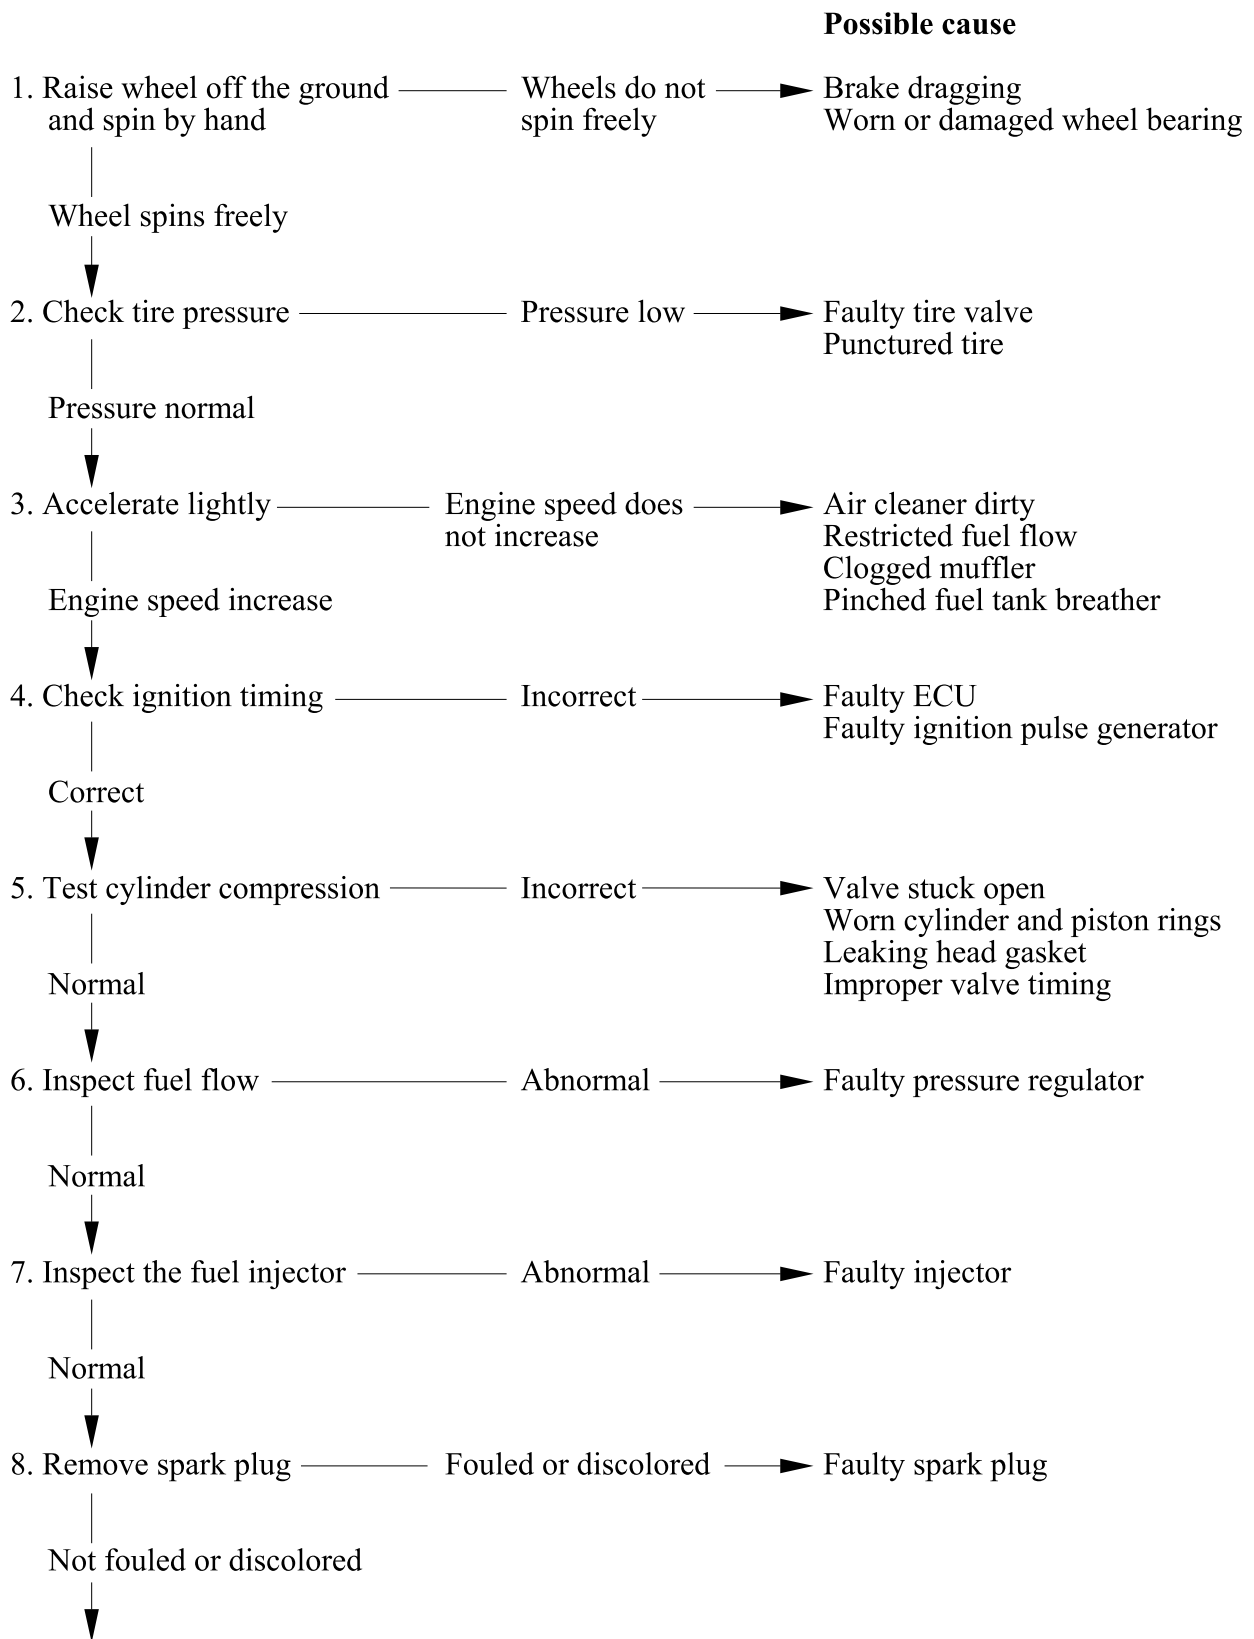 Possible cause
1. Raise wheel off the ground
and spin by hand
Wheels do not
spin freely
Brake dragging
Worn or damaged wheel bearing
Wheel spins freely
2. Check tire pressure
Pressure low
Faulty tire valve
Punctured tire
Pressure normal
3. Accelerate lightly
Engine speed does
not increase
Air cleaner dirty
Restricted fuel flow
Clogged muffler
Pinched fuel tank breather
Engine speed increase
4. Check ignition timing
Incorrect
Faulty ECU
Faulty ignition pulse generator
Correct
5. Test cylinder compression
Incorrect
Valve stuck open
Worn cylinder and piston rings
Leaking head gasket
Improper valve timing
Normal
6. Inspect fuel flow
Abnormal
Faulty pressure regulator
Normal
7. Inspect the fuel injector
Abnormal
Faulty injector
Normal
8. Remove spark plug
Fouled or discolored
Faulty spark plug
Not fouled or discolored